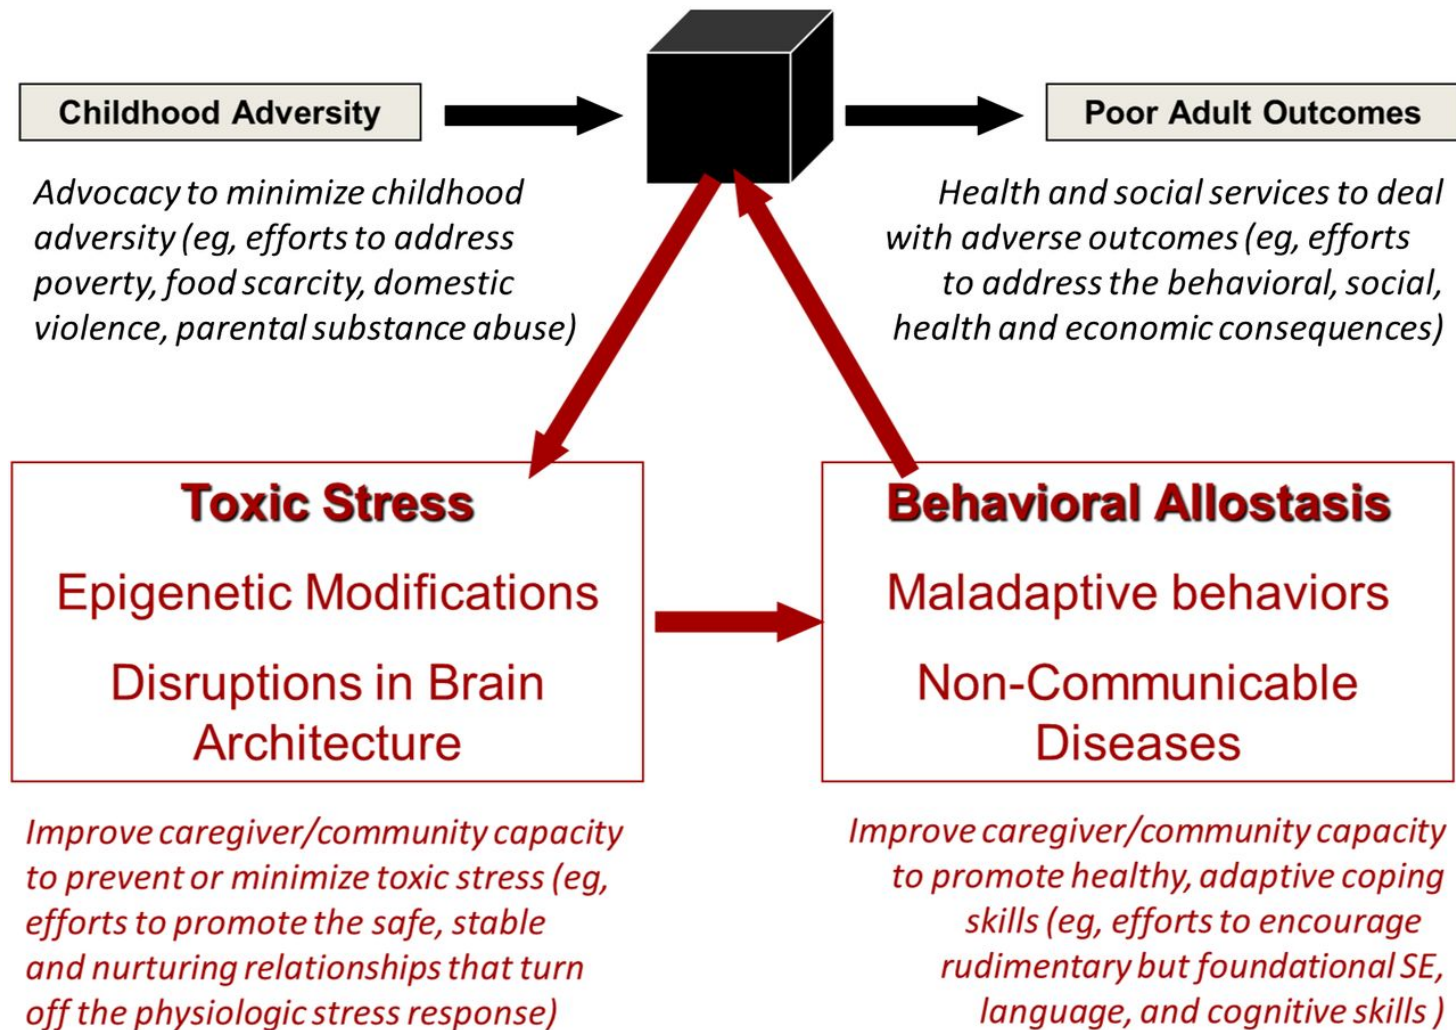 Childhood Adversity
Poor Adult Outcomes
Advocacy to minimize childhood
adversity (eg, efforts to address
poverty, food scarcity, domestic
violence, parental substance abuse)
Health and social services to deal
with adverse outcomes (eg, efforts
to address the behavioral, social,
health and economic consequences)
Toxic Stress
Epigenetic Modifications
Disruptions in Brain
Architecture
Behavioral Allostasis
Maladaptive behaviors
Non-Communicable
Diseases
Improve caregiver/community capacity
to prevent or minimize toxic stress (eg,
efforts to promote the safe, stable
and nurturing relationships that turn
off the physiologic stress response)
Improve caregiver/community capacity
to promote healthy, adaptive coping
skills (eg, efforts to encourage
rudimentary but foundational SE,
language, and cognitive skills )